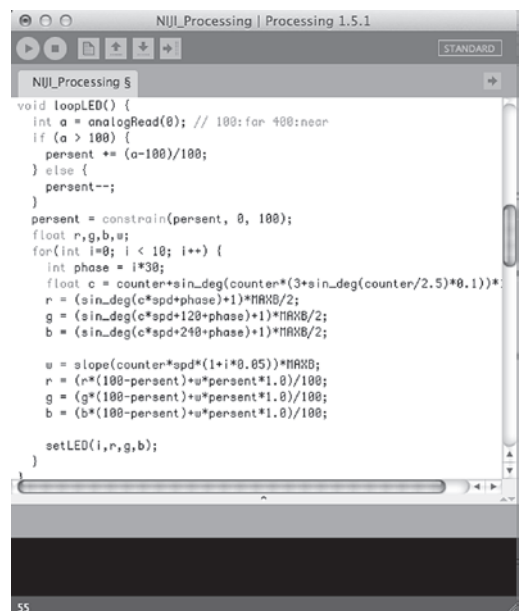 NIJI_Processing | Processing 1.5.1
STANDARD
NIJI_Processing §
void loopLED() {
int a = analogRead(0); // 100:far 400:near
if (a > 100) {
persent += (a-100)/100;
} else {
persent--;
}
persent = constrain(persent, 0, 100);
float r,g,b,w;
for(int i=0; i < 10; i++) {
int phase = i*30;
float c = counter+sin_deg(counter*(3+sin_deg(counter/2.5)*0.1))*
r = (sin_deg(c*spd+phase)+1)*MAXB/2;
g = (sin_deg(c*spd+120+phase)+1)*MAXB/2;
b = (sin_deg(c*spd+240+phase)+1)*MAXB/2;
w = slope(counter*spd*(1+i*0.05))*MAXB;
r = (r*(100-persent)+w*persent*1.0)/100;
g = (g*(100-persent)+w*persent*1.0)/100;
b = (b*(100-persent)+w*persent*1.0)/100;
setLED(i,r,g,b);
}
}
55